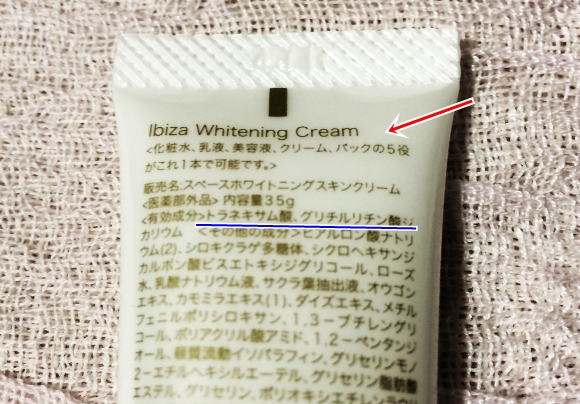 Ibiza Whitening Cream
<化粧水、乳液、美容液、クリーム、パックの5役
がこれ1本で可能です。>
販売名:スペースホワイトニングスキンクリーム
<医薬部外品> 内容量35g
<有効成分>トラネキサム酸、グリチルリチン酸ジ
カリウム <その他の成分>ヒアルロン酸ナトリ
ウム(2)、シロキクラゲ多糖体、シクロヘキサンジ
カルボン酸ビスエトキシジグリコール、ローズ
水、乳酸ナトリウム液、サクラ葉抽出液、オウゴン
エキス、カモミラエキス(1)、ダイズエキス、メチル
フェニルポリシロキサン、1,3-ブチレングリ
コール、ポリアクリル酸アミド、1,2-ペンタンジ
オール、軽質流動イソパラフィン、グリセリンモノ
2-エチルヘキシルエーテル、グリセリン脂肪酸
エステル、グリセリン、ポリオキシエチレンラウリ